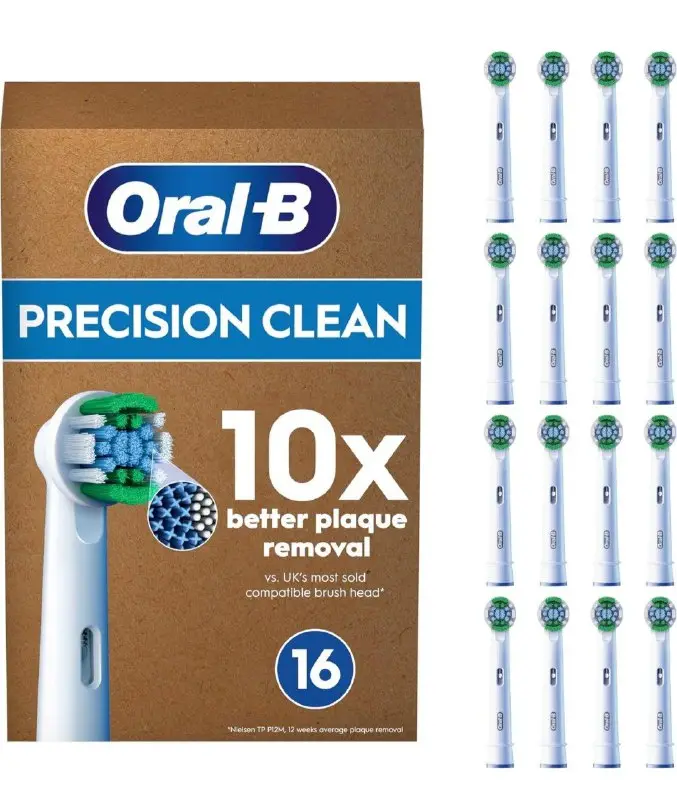 Oral-B
PRECISION CLEAN
10x
better plaque
removal
vs. UK's most sold
compatible brush head*
16
*Nielsen TP P12M, 12 weeks average plaque removal